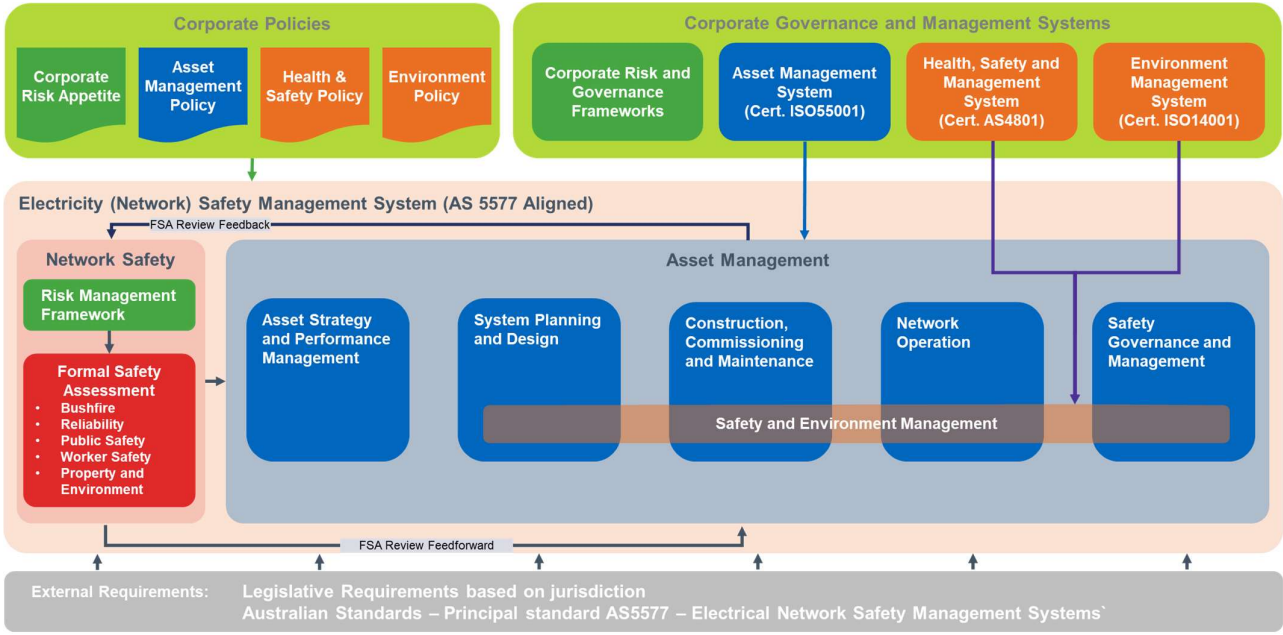 Corporate Policies
Corporate
Risk Appetite
Asset
Management
Policy
Health &
Safety Policy
Environment
Policy
Corporate Governance and Management Systems
Corporate Risk and
Governance
Frameworks
Asset Management
System
(Cert. ISO55001)
Health, Safety and
Management
System
(Cert. AS4801)
Environment
Management
System
(Cert. ISO14001)
Electricity (Network) Safety Management System (AS 5577 Aligned)
FSA Review Feedback
Network Safety
Risk Management
Framework
Formal Safety
Assessment
• Bushfire
• Reliability
• Public Safety
• Worker Safety
• Property and
Environment
Asset Management
Asset Strategy
and Performance
Management
System Planning
and Design
Construction,
Commissioning
and Maintenance
Network
Operation
Safety
Governance and
Management
Safety and Environment Management
FSA Review Feedforward
External Requirements: Legislative Requirements based on jurisdiction
Australian Standards – Principal standard AS5577 – Electrical Network Safety Management Systems`